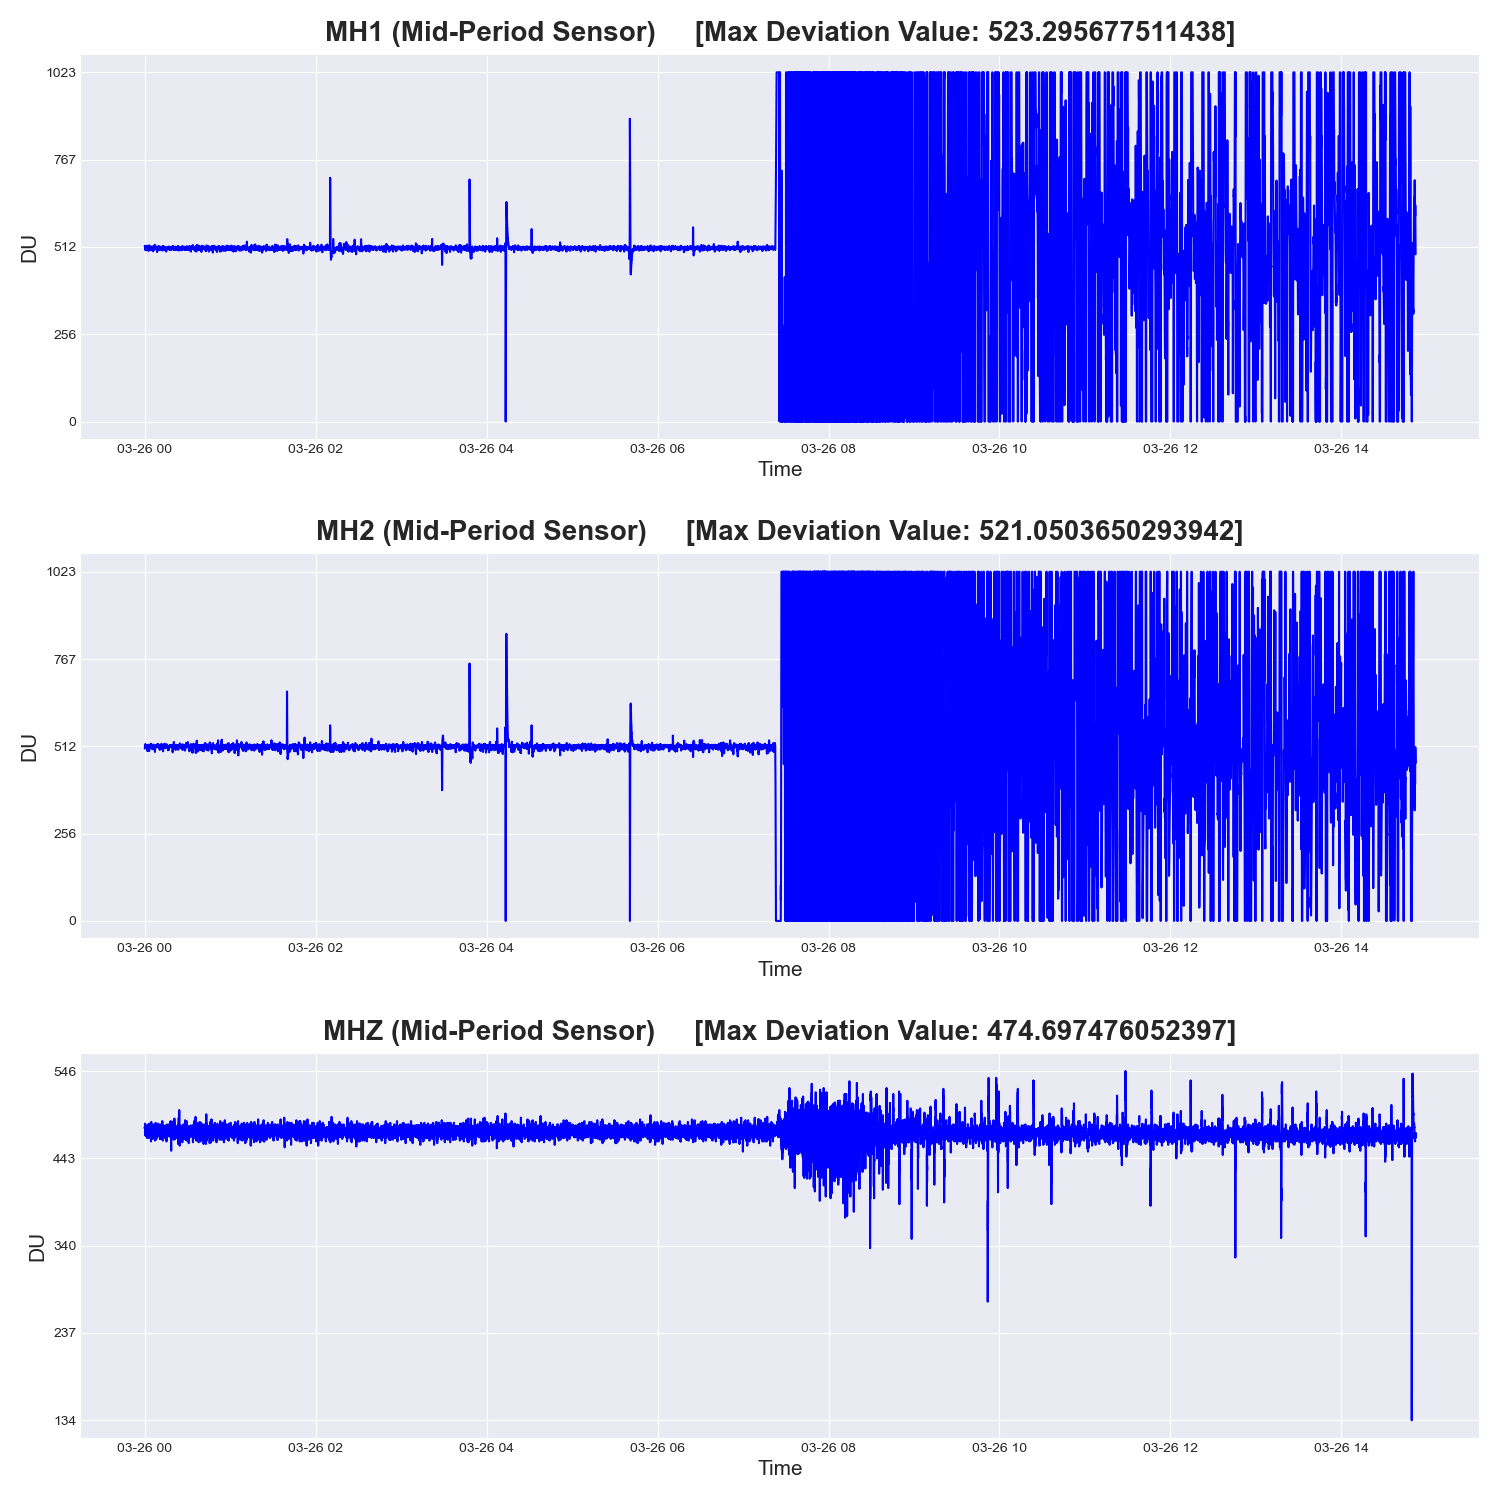 MH1 (Mid-Period Sensor) [Max Deviation Value: 523.295677511438]
1023
767
512
256
0
DU
03-26 00 03-26 02 03-26 04 03-26 06 03-26 08 03-26 10 03-26 12 03-26 14
Time
MH2 (Mid-Period Sensor) [Max Deviation Value: 521.0503650293942]
1023
767
512
256
0
DU
03-26 00 03-26 02 03-26 04 03-26 06 03-26 08 03-26 10 03-26 12 03-26 14
Time
MHZ (Mid-Period Sensor) [Max Deviation Value: 474.697476052397]
546
443
340
237
134
DU
03-26 00 03-26 02 03-26 04 03-26 06 03-26 08 03-26 10 03-26 12 03-26 14
Time